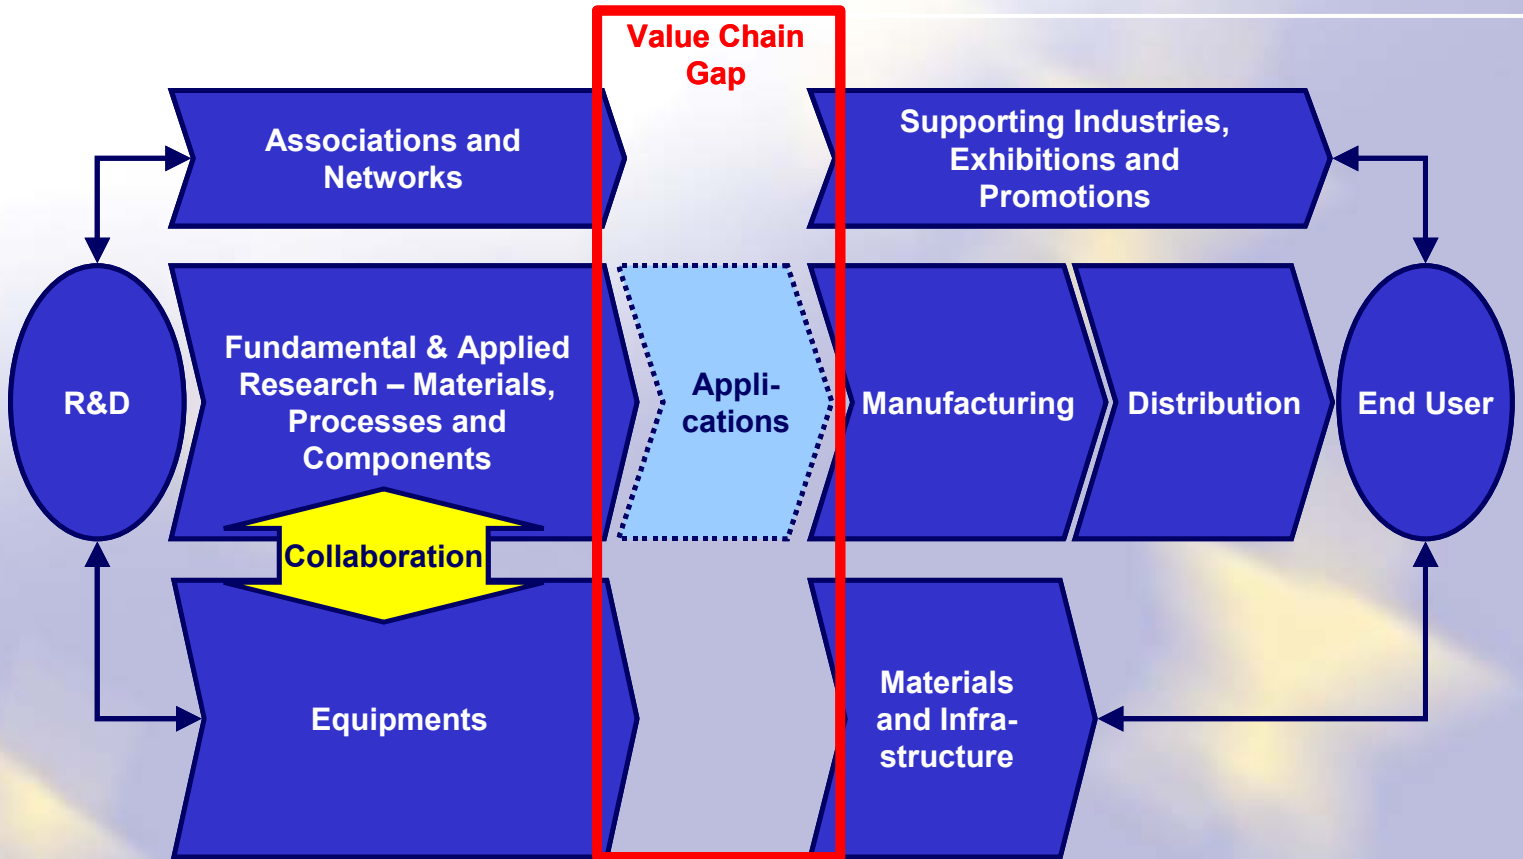 Value Chain
Gap
Associations and
Networks
Supporting Industries,
Exhibitions and
Promotions
R&D
Fundamental & Applied
Research – Materials,
Processes and
Components
Appli-
cations
Manufacturing
Distribution
End User
Collaboration
Equipments
Materials
and Infra-
structure